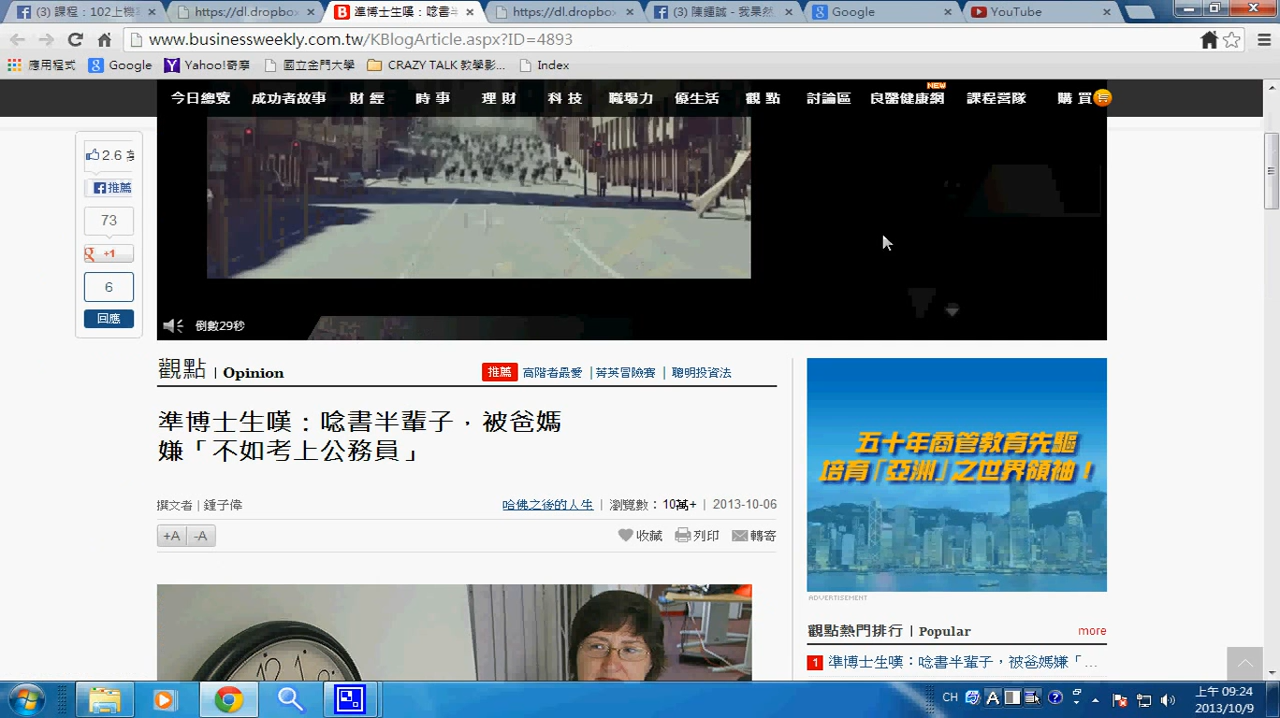 (3) 課程：102上機
https://dl.dropbox
準博士生嘆：唸書半
https://dl.dropbox
(3) 陳鍾誠 - 我果然
Google
YouTube
www.businessweekly.com.tw/KBlogArticle.aspx?ID=4893
應用程式 Google Yahoo!奇摩 國立金門大學 CRAZY TALK 教學影... Index
今日總覽 成功者故事 財經 時事 理財 科技 職場力 優生活 觀點 討論區 良醫健康網 NEW 課程營隊 購買
2.6 萬
推薦
73
+1
6
回應
倒數29秒
觀點 | Opinion
推薦 高階者最愛 | 菁英冒險賽 | 聰明投資法
準博士生嘆：唸書半輩子，被爸媽
嫌「不如考上公務員」
撰文者 | 鍾子偉
哈佛之後的人生 | 瀏覽數：10萬+ | 2013-10-06
+A -A
收藏 列印 轉寄
12 1
五十年商管教育先驅
培育「亞洲」之世界領袖！
ADVERTISEMENT
觀點熱門排行 | Popular more
1 準博士生嘆：唸書半輩子，被爸媽嫌「...
CH A
上午 09:24
2013/10/9